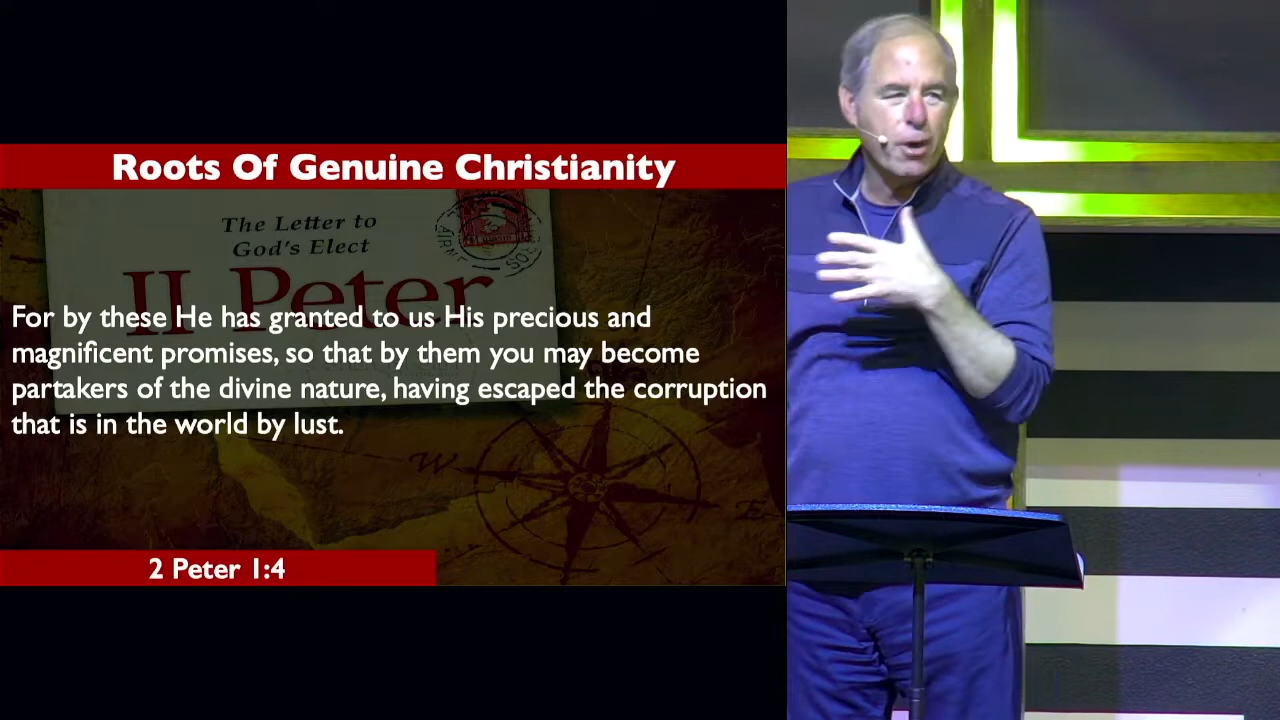 Roots Of Genuine Christianity
The Letter to
God's Elect
II Peter
For by these He has granted to us His precious and
magnificent promises, so that by them you may become
partakers of the divine nature, having escaped the corruption
that is in the world by lust.
W
E
2 Peter 1:4